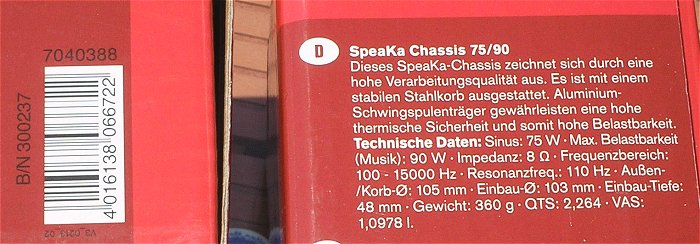 7040388
B/N 300237
4 016138 066722
V3_0213_02
D
SpeaKa Chassis 75/90
Dieses SpeaKa-Chassis zeichnet sich durch eine
hohe Verarbeitungsqualität aus. Es ist mit einem
stabilen Stahlkorb ausgestattet. Aluminium-
Schwingspulenträger gewährleisten eine hohe
thermische Sicherheit und somit hohe Belastbarkeit.
Technische Daten: Sinus: 75 W · Max. Belastbarkeit
(Musik): 90 W · Impedanz: 8 Ω · Frequenzbereich:
100 - 15000 Hz · Resonanzfreq.: 110 Hz · Außen-
/Korb-Ø: 105 mm · Einbau-Ø: 103 mm · Einbau-Tiefe:
48 mm · Gewicht: 360 g · QTS: 2,264 · VAS:
1,0978 l.